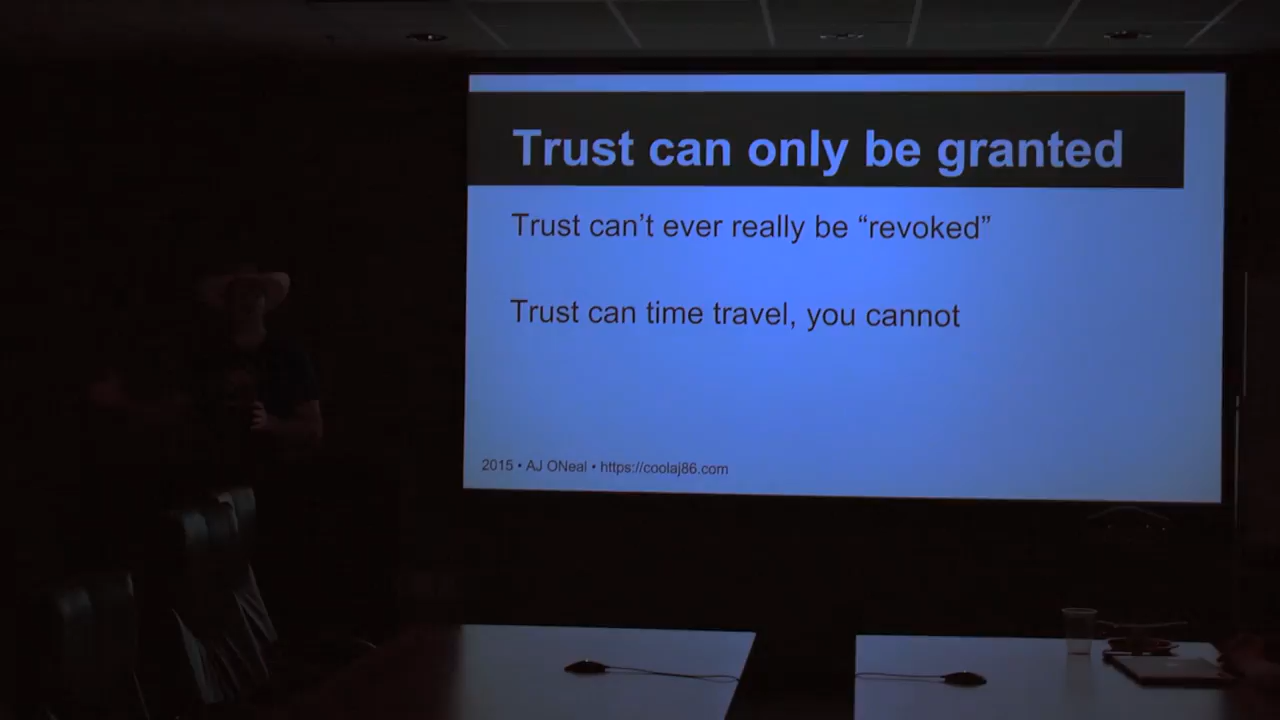 Trust can only be granted
Trust can’t ever really be “revoked”
Trust can time travel, you cannot
2015 • AJ ONeal • https://coolaj86.com